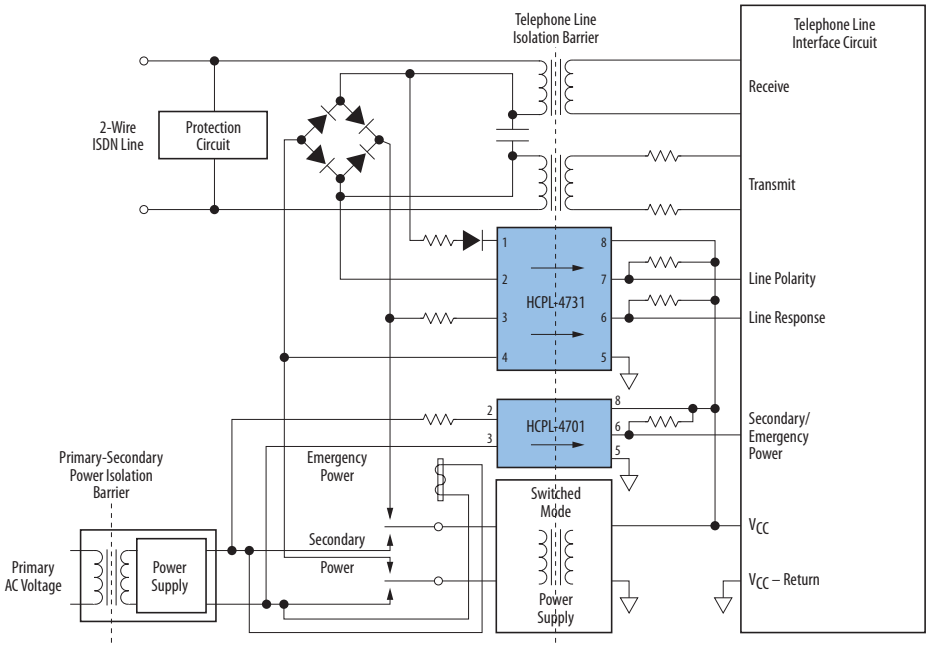 Telephone Line
Isolation Barrier
Telephone Line
Interface Circuit
Receive
2-Wire
ISDN Line
Protection
Circuit
Transmit
1
8
2
7
Line Polarity
HCPL-4731
3
6
Line Response
4
5
2
8
HCPL-4701
6
3
5
Secondary/
Emergency
Power
Primary-Secondary
Power Isolation
Barrier
Emergency
Power
Switched
Mode
VCC
Secondary
Power
Primary
AC Voltage
Power
Supply
Power
Supply
VCC – Return